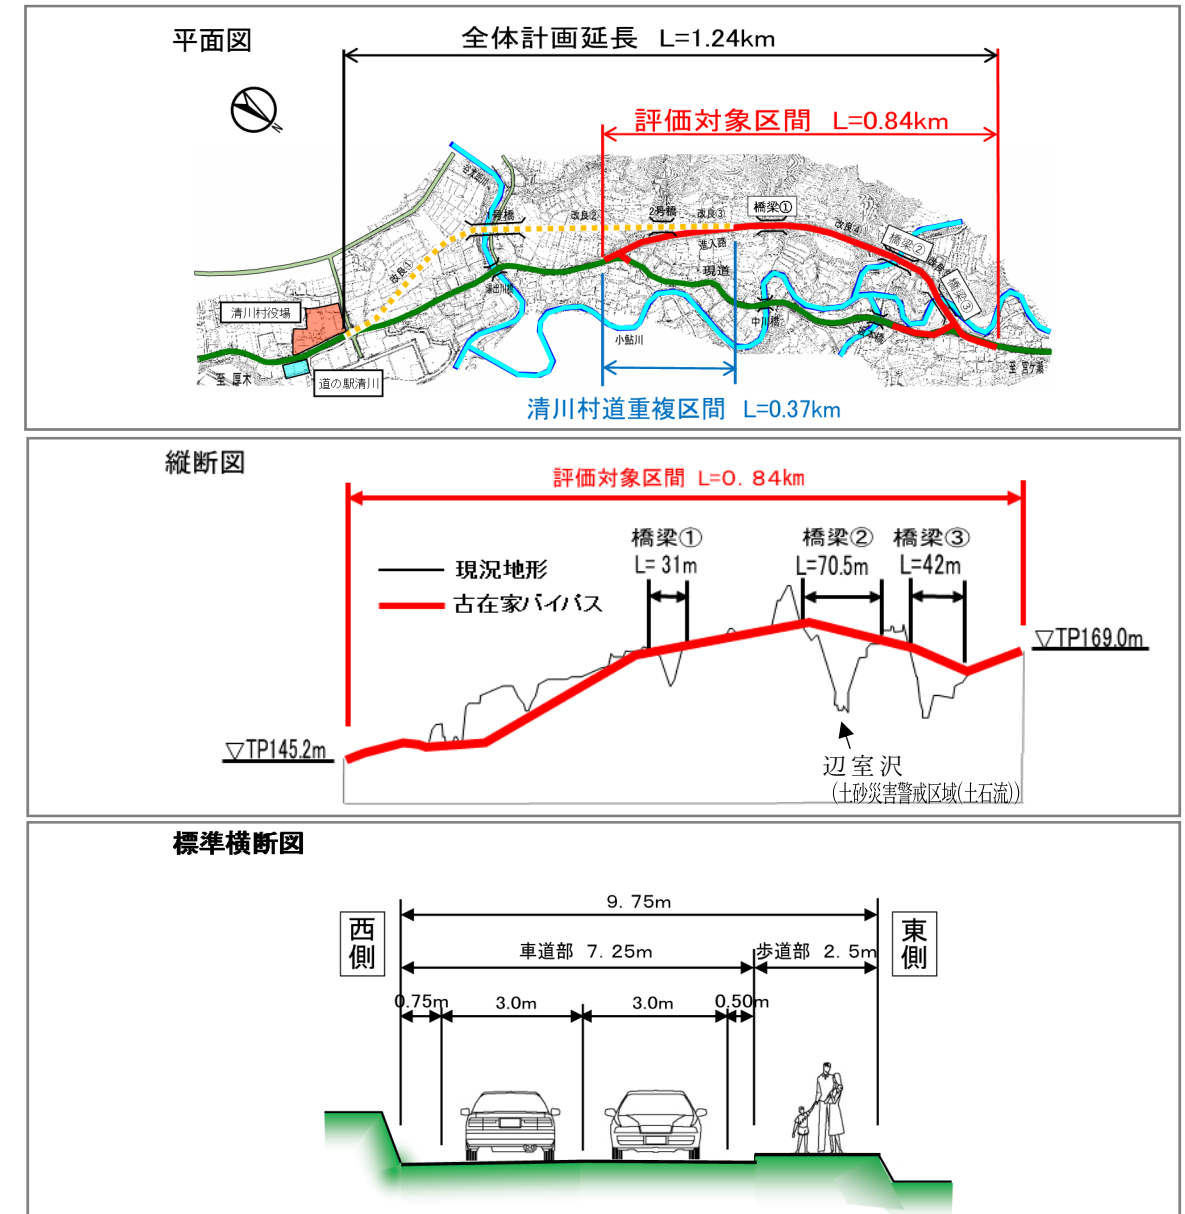 平面図
全体計画延長 L=1.24km
評価対象区間 L=0.84km
N
1号橋
改良②
2号橋
改良③
橋梁①
改良4
橋梁②
橋梁③
改良①
進入路
現道
清川村役場
中川橋
小鮎川
至 厚木
道の駅清川
至 宮ケ瀬
清川村道重複区間 L=0.37km
縦断図
評価対象区間 L=0.84km
橋梁①
L= 31m
橋梁②
L=70.5m
橋梁③
L=42m
現況地形
古在家バイパス
▽TP169.0m
▽TP145.2m
辺室沢
(土砂災害警戒区域(土石流))
標準横断図
9.75m
西側
東側
車道部 7.25m
歩道部 2.5m
0.75m
3.0m
3.0m
0.50m